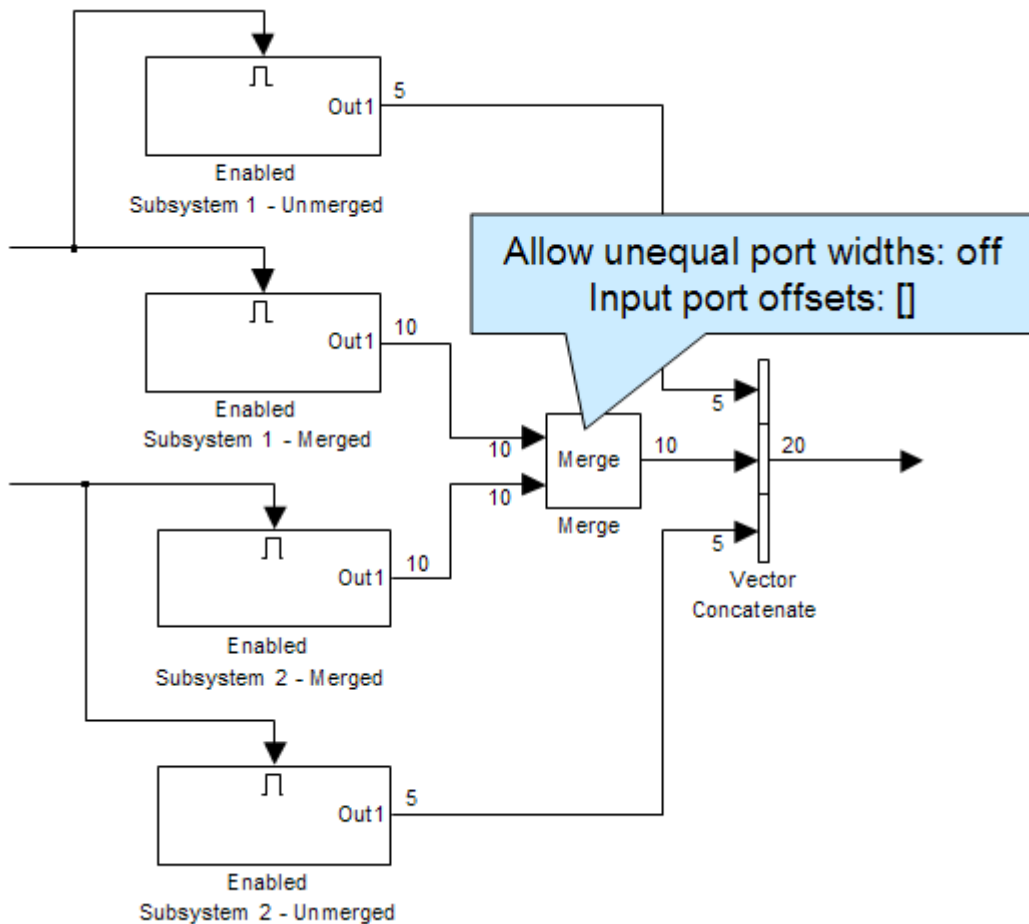 Out1
5
Enabled
Subsystem 1 - Unmerged
Allow unequal port widths: off
Input port offsets: []
Out1
10
Enabled
Subsystem 1 - Merged
10
10
Merge
10
Merge
5
20
5
Vector
Concatenate
Out1
10
Enabled
Subsystem 2 - Merged
Out1
5
Enabled
Subsystem 2 - Unmerged